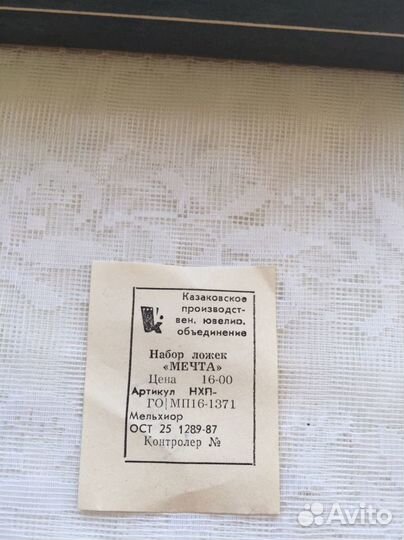 Казаковское
производст-
вен. ювелир.
объединение
Набор ложек
«МЕЧТА»
Цена 16-00
Артикул НХП-
ГО|МП16-1371
Мельхиор
ОСТ 25 1289-87
Контролер №
Avito